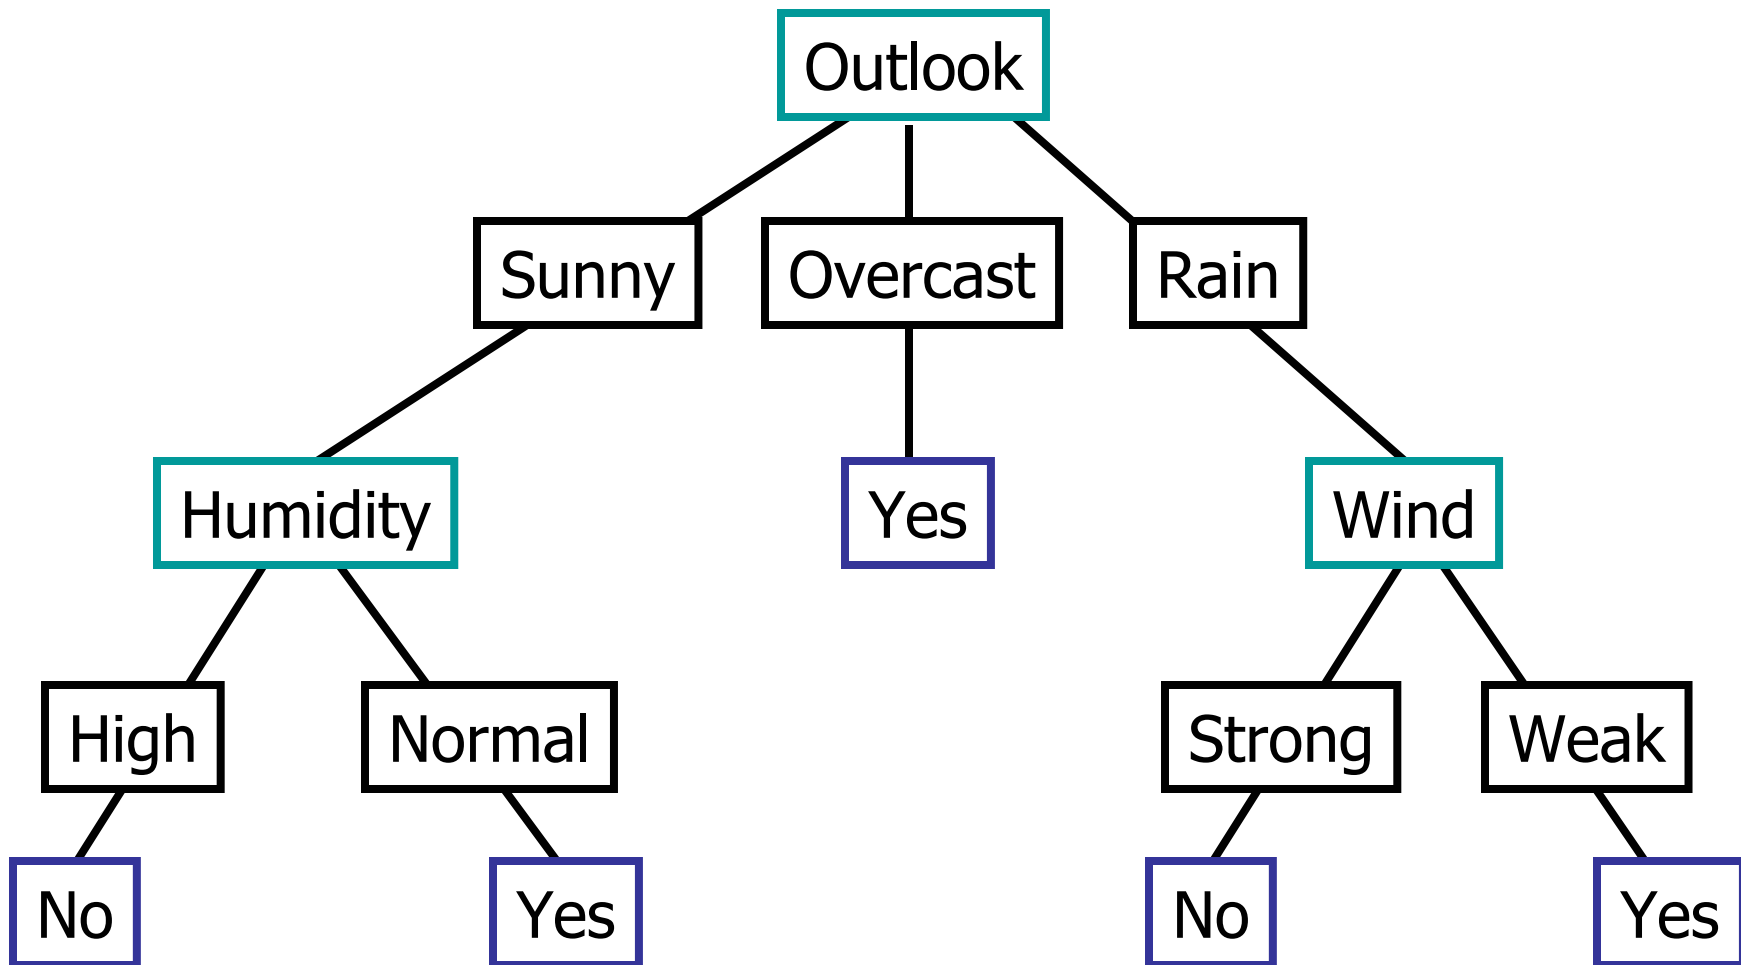 Outlook
Sunny Overcast Rain
Humidity Yes Wind
High Normal Strong Weak
No Yes No Yes